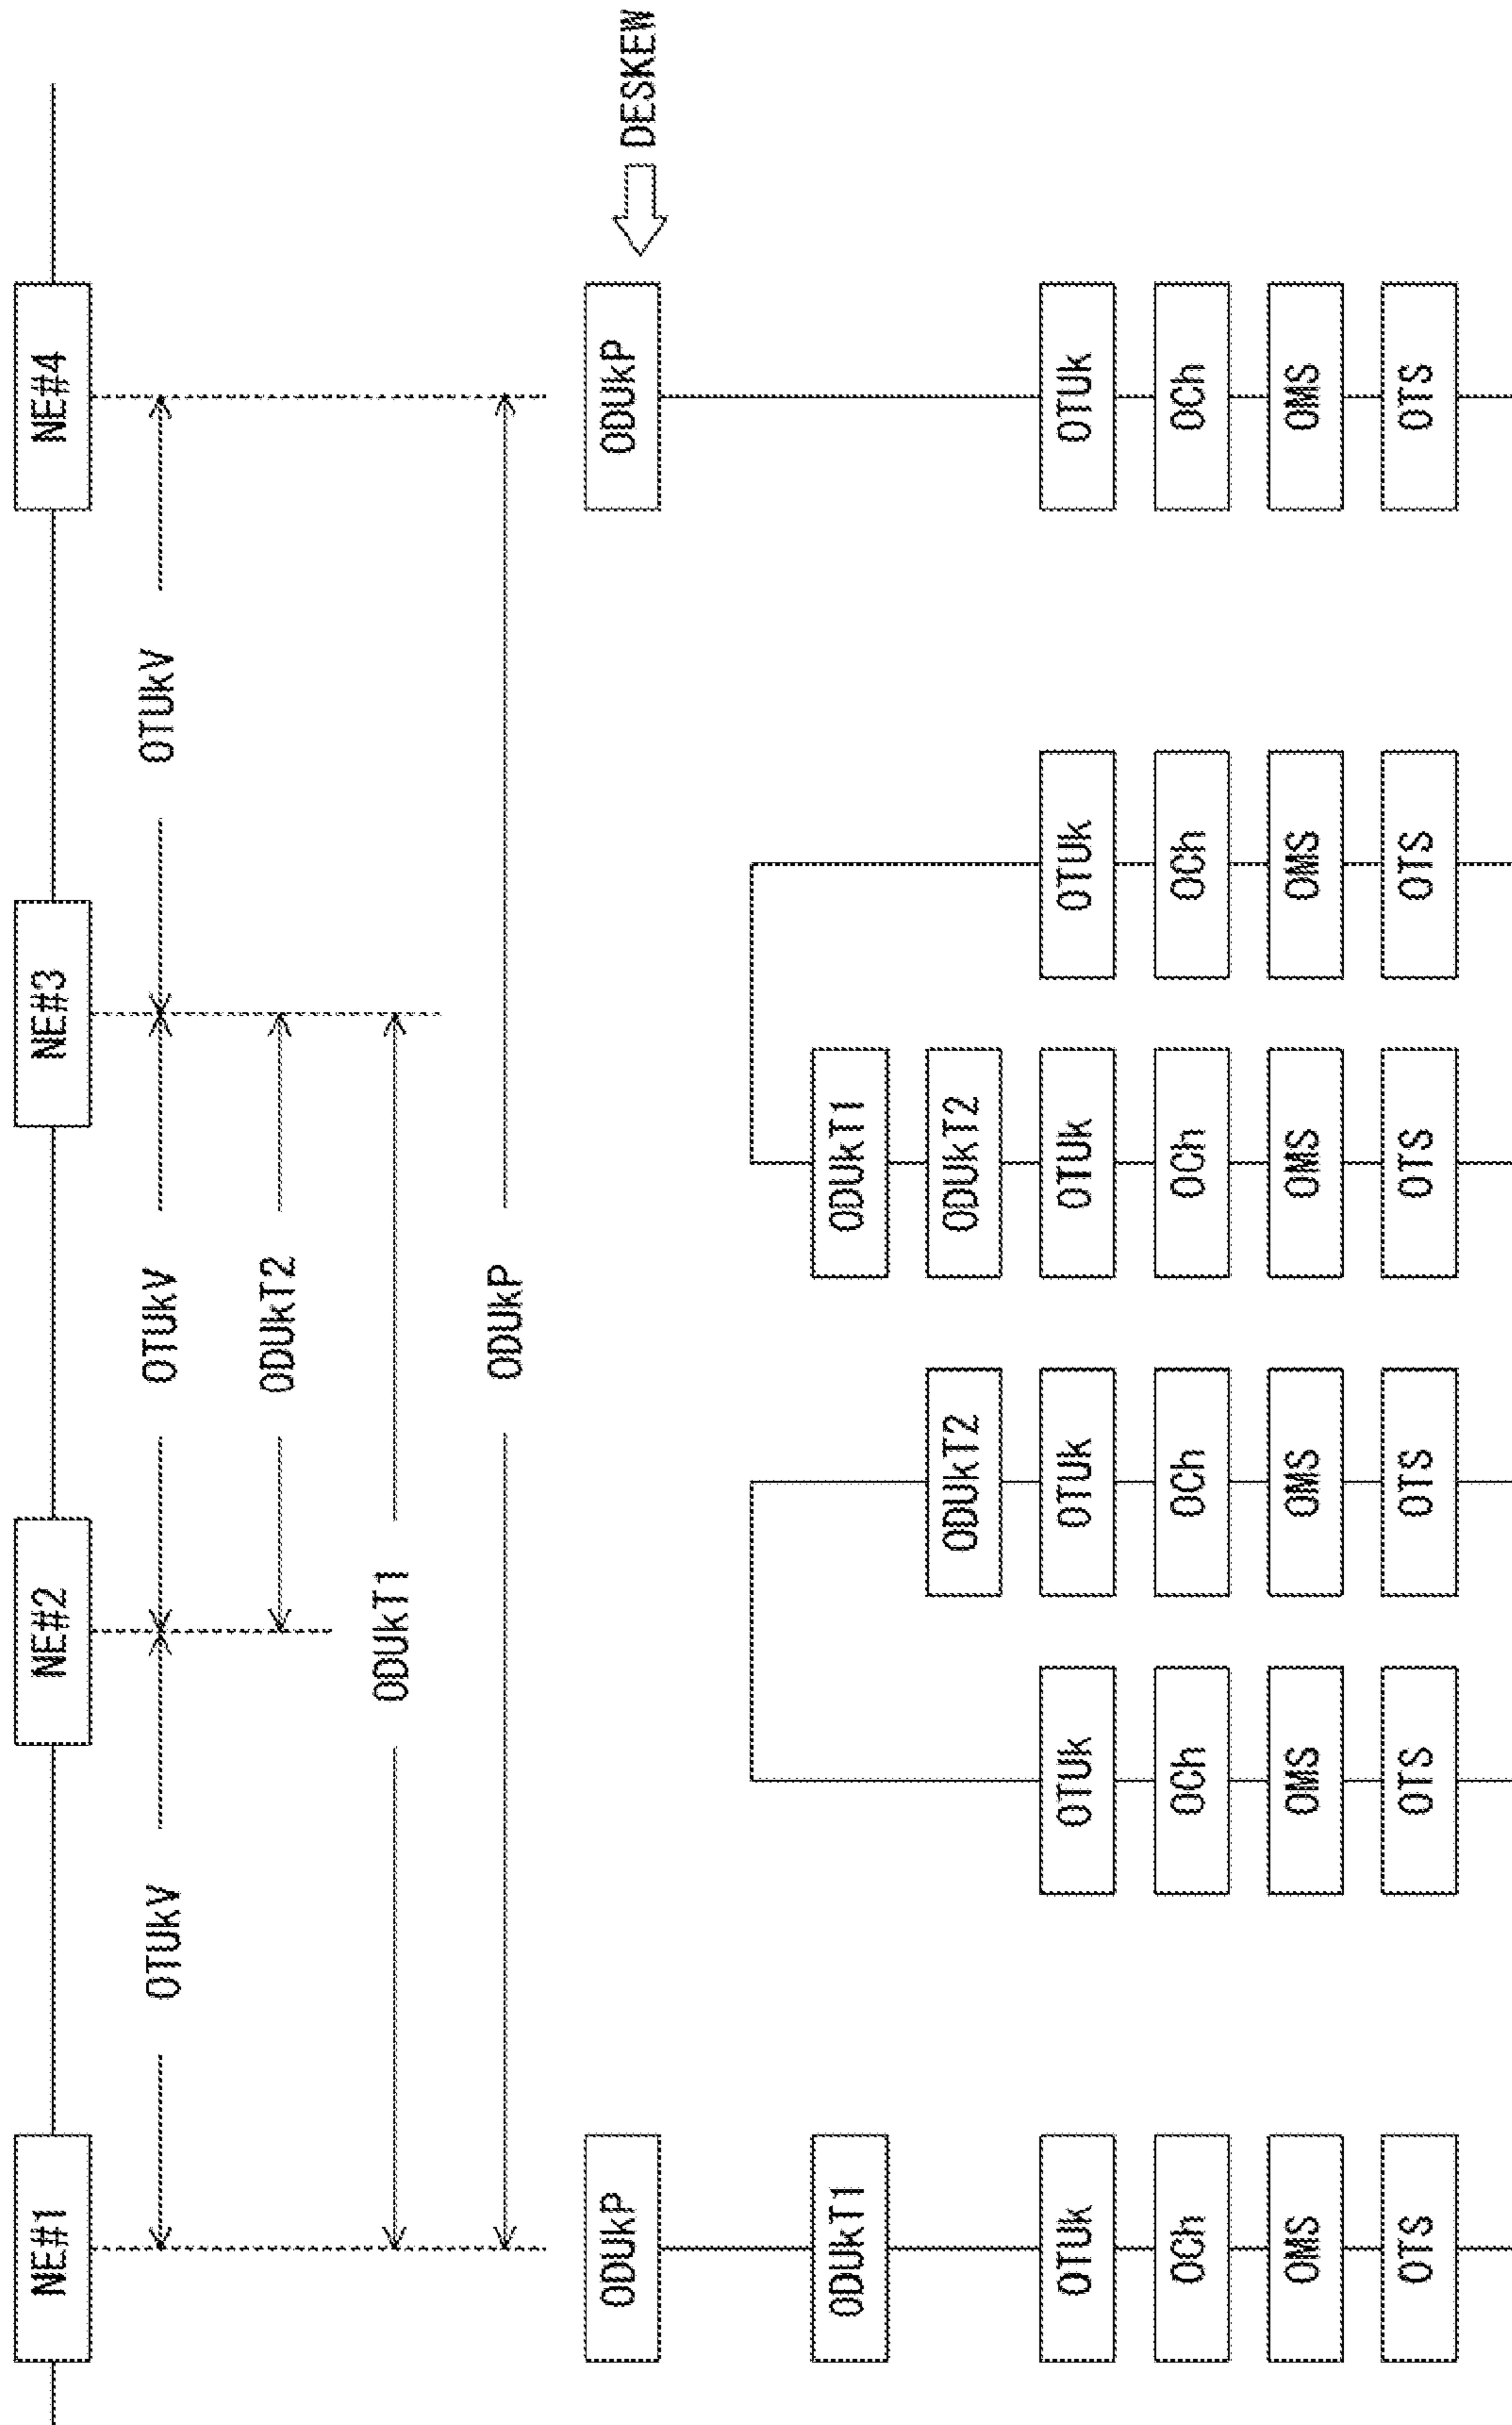 NE#1
NE#2
NE#3
NE#4
OTUkV
OTUkV
OTUkV
ODUkT2
ODUkT1
ODUkP
ODUkP
ODUkP
DESKEW
ODUkT1
ODUkT1
ODUkT2
ODUkT2
OTUk
OTUk
OTUk
OTUk
OTUk
OTUk
OCh
OCh
OCh
OCh
OCh
OCh
OMS
OMS
OMS
OMS
OMS
OMS
OTS
OTS
OTS
OTS
OTS
OTS